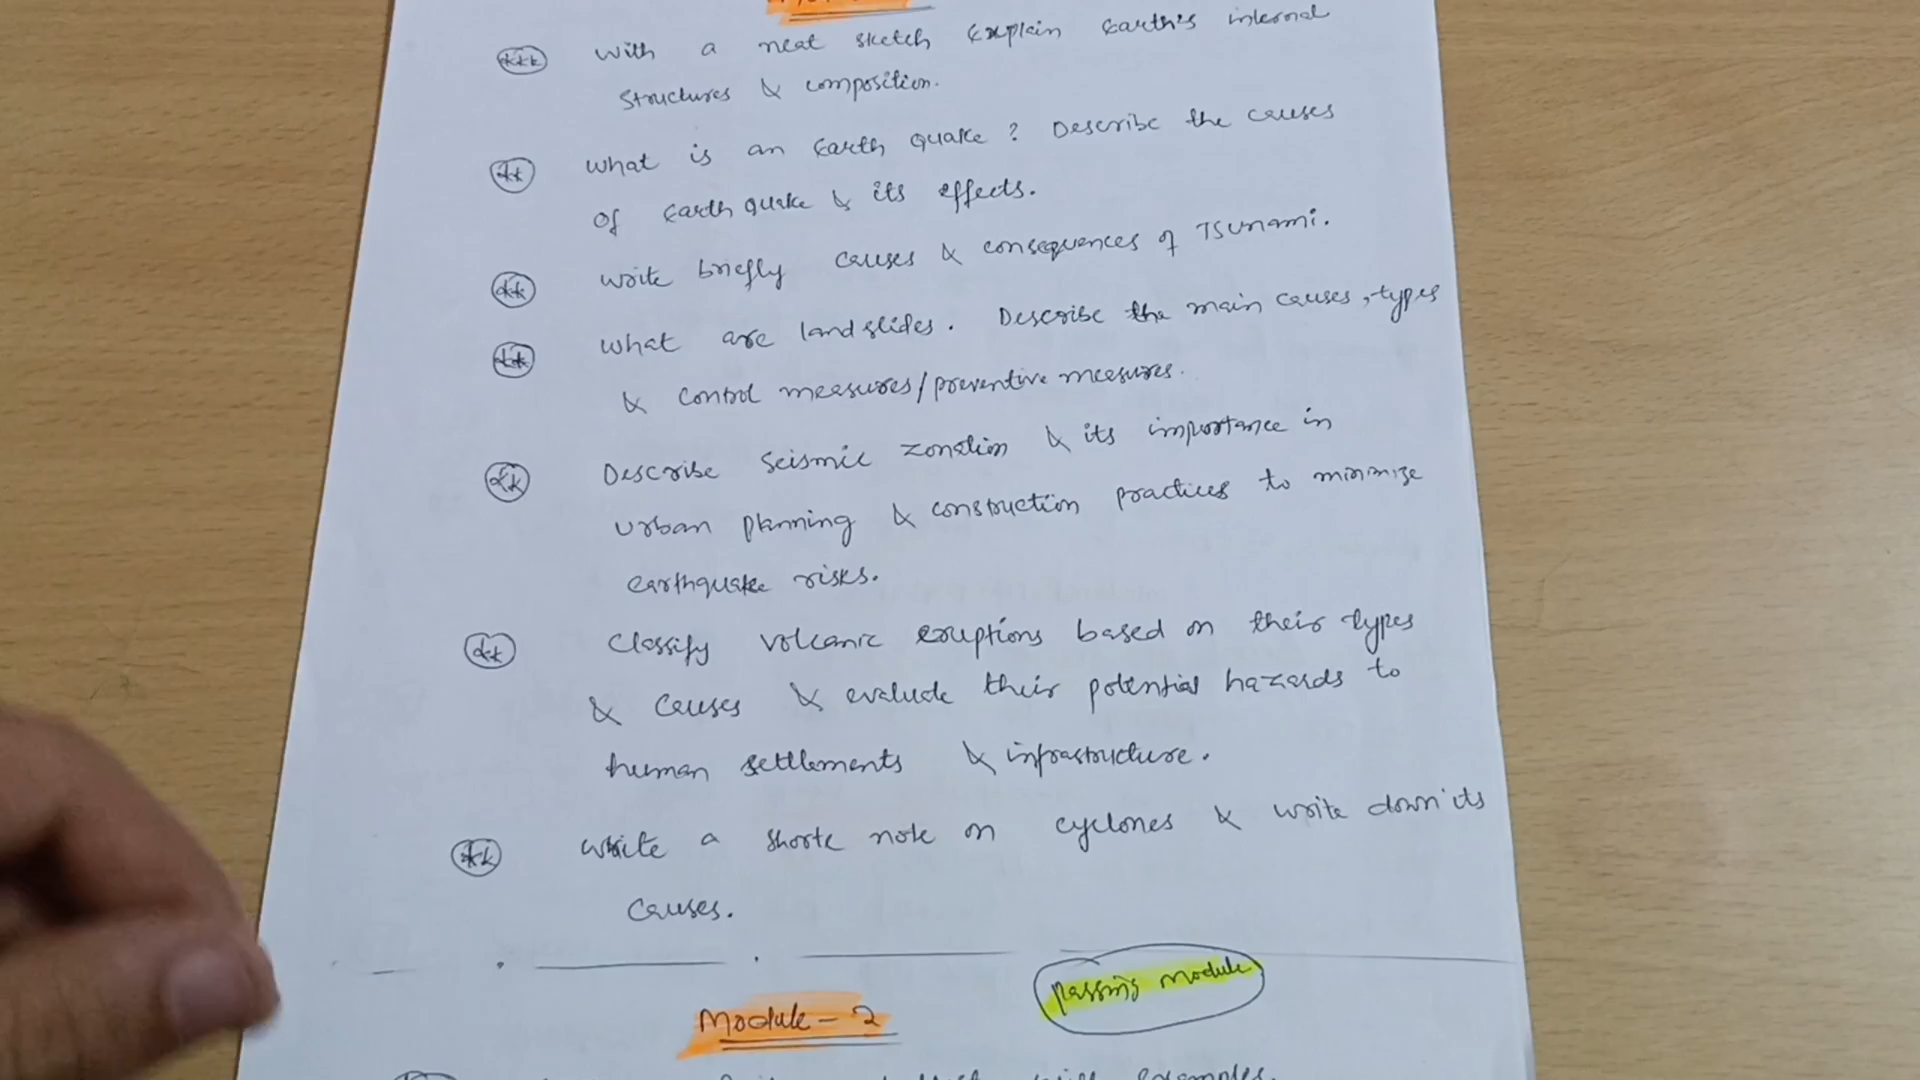 *** With a neat sketch Explain Earth's internal
Structures & composition.
** What is an Earth quake ? Describe the causes
of Earth quake & its effects.
** Write briefly causes & consequences of Tsunami.
** What are landslides. Describe the main causes, types
& control measures/preventive measures.
** Describe seismic zonation & its importance in
urban planning & construction practices to minimize
earthquake risks.
** Classify volcanic eruptions based on their types
& causes & evaluate their potential hazards to
human settlements & infrastructure.
** Write a shorte note on cyclones & write down its
causes.
passing module
Module - 2
examples.